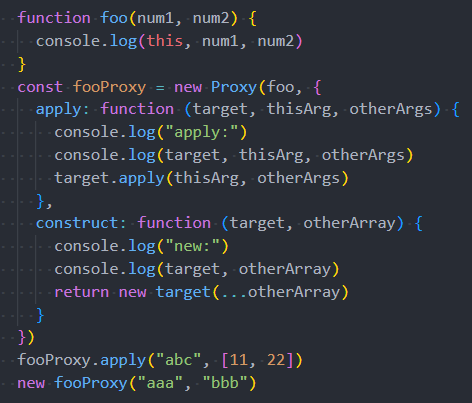 function foo(num1, num2) {
  console.log(this, num1, num2)
}
const fooProxy = new Proxy(foo, {
  apply: function (target, thisArg, otherArgs) {
    console.log("apply:")
    console.log(target, thisArg, otherArgs)
    target.apply(thisArg, otherArgs)
  },
  construct: function (target, otherArray) {
    console.log("new:")
    console.log(target, otherArray)
    return new target(...otherArray)
  }
})
fooProxy.apply("abc", [11, 22])
new fooProxy("aaa", "bbb")